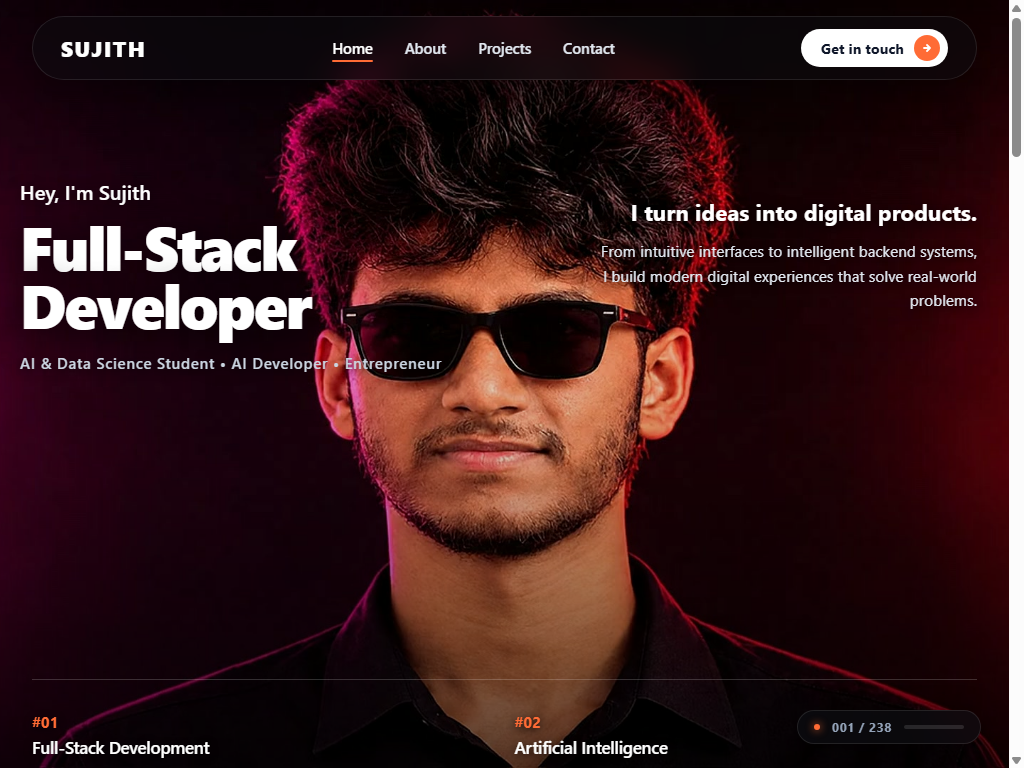 SUJITH
Home
About
Projects
Contact
Get in touch
Hey, I'm Sujith
Full-Stack
Developer
AI & Data Science Student • AI Developer • Entrepreneur
I turn ideas into digital products.
From intuitive interfaces to intelligent backend systems,
I build modern digital experiences that solve real-world
problems.
#01
Full-Stack Development
#02
Artificial Intelligence
001 / 238